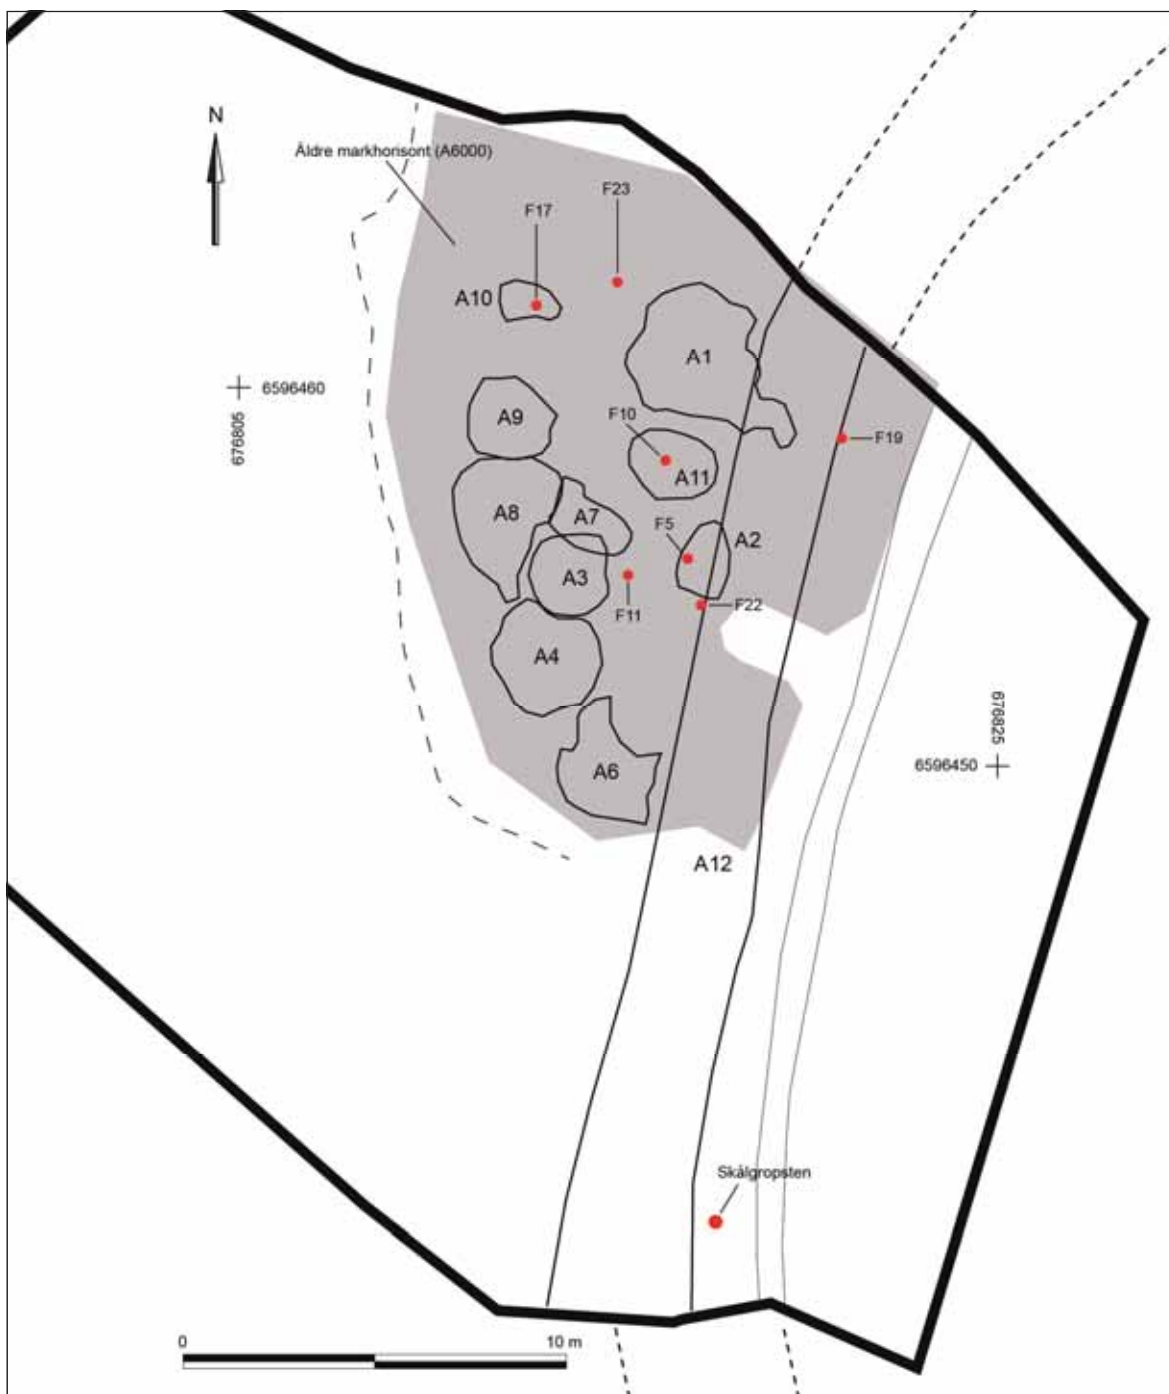 N
Äldre markhorisont (A6000)
F23
F17
A10
A1
6596460
676805
A9
F10
F19
A11
A8
A7
F5
A2
A3
F11
F22
A4
676825
A6
6596450
A12
Skålgropsten
0 10 m